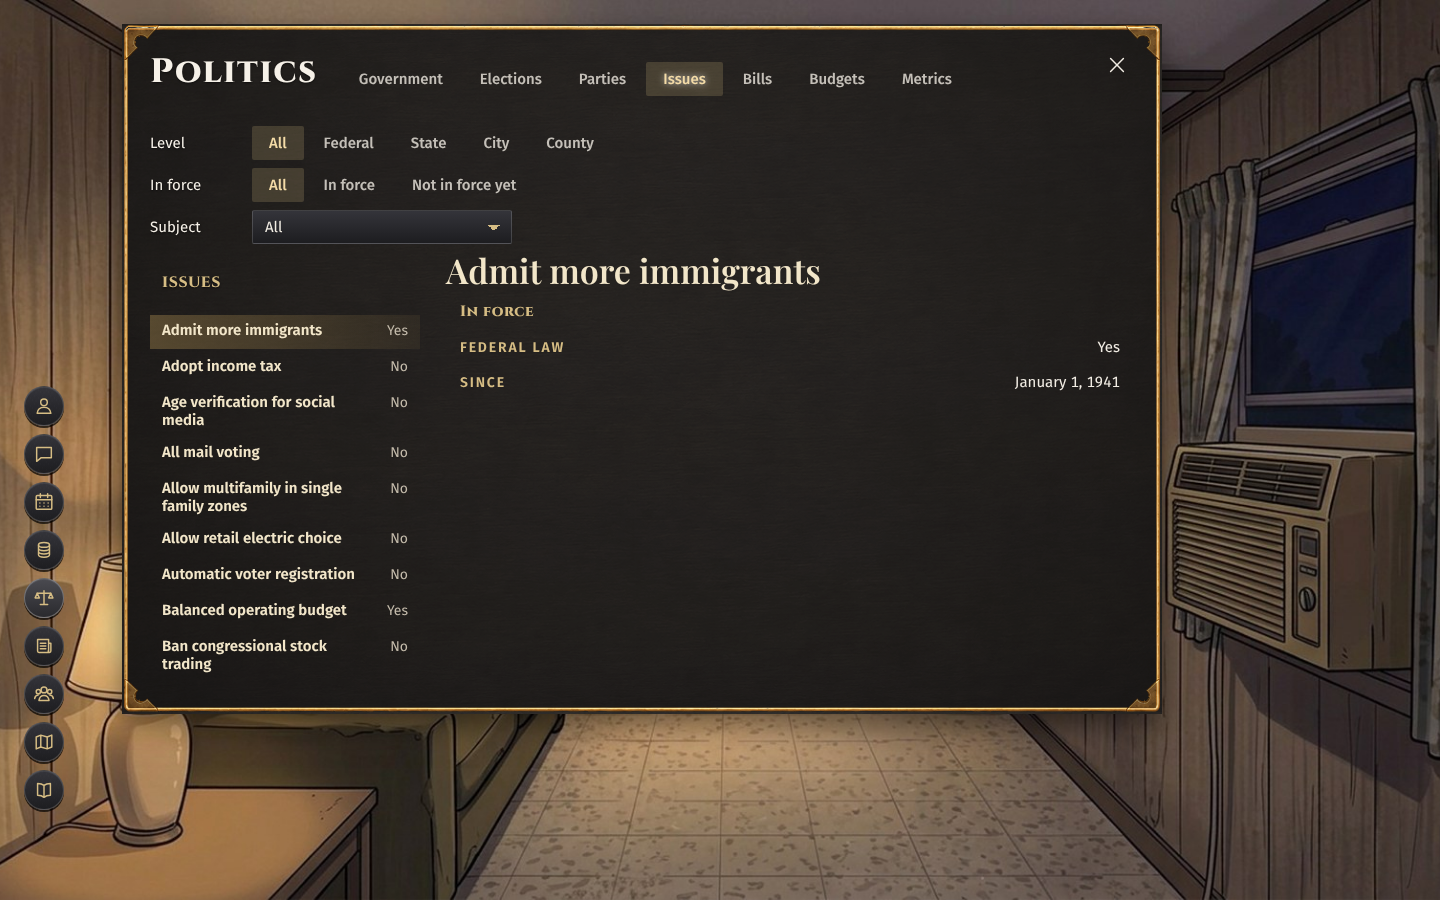 Politics
Government Elections Parties Issues Bills Budgets Metrics
Level All Federal State City County
In force All In force Not in force yet
Subject All
ISSUES
Admit more immigrants Yes
Adopt income tax No
Age verification for social No
media
All mail voting No
Allow multifamily in single No
family zones
Allow retail electric choice No
Automatic voter registration No
Balanced operating budget Yes
Ban congressional stock No
trading
Admit more immigrants
In force
FEDERAL LAW Yes
SINCE January 1, 1941